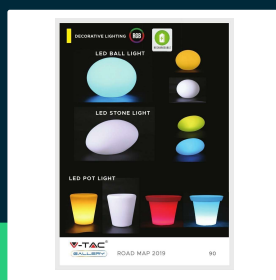 DECORATIVE LIGHTING
RGB
LED BALL LIGHT
LED STONE LIGHT
LED POT LIGHT
V-TAC
GALLERY
ROAD MAP 2019
90